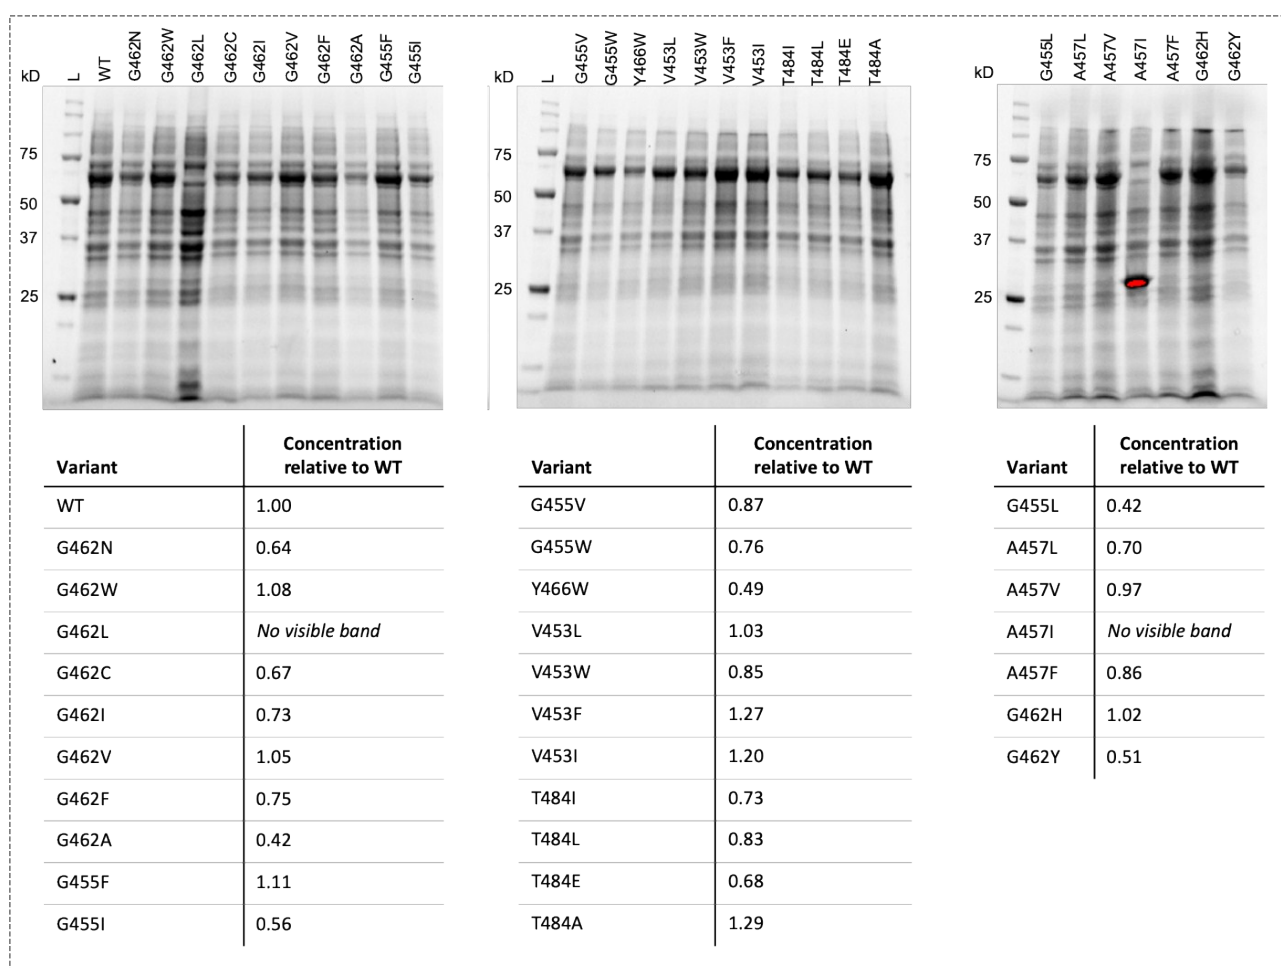 kD L WT G462N G462W G462L G462C G462I G462V G462F G462A G455F G455I
75
50
37
25
Variant Concentration relative to WT
WT 1.00
G462N 0.64
G462W 1.08
G462L No visible band
G462C 0.67
G462I 0.73
G462V 1.05
G462F 0.75
G462A 0.42
G455F 1.11
G455I 0.56
kD L G455V G455W Y466W V453L V453W V453F V453I T484I T484L T484E T484A
75
50
37
25
Variant Concentration relative to WT
G455V 0.87
G455W 0.76
Y466W 0.49
V453L 1.03
V453W 0.85
V453F 1.27
V453I 1.20
T484I 0.73
T484L 0.83
T484E 0.68
T484A 1.29
kD L G455L A457L A457V A457I A457F G462H G462Y
75
50
37
25
Variant Concentration relative to WT
G455L 0.42
A457L 0.70
A457V 0.97
A457I No visible band
A457F 0.86
G462H 1.02
G462Y 0.51